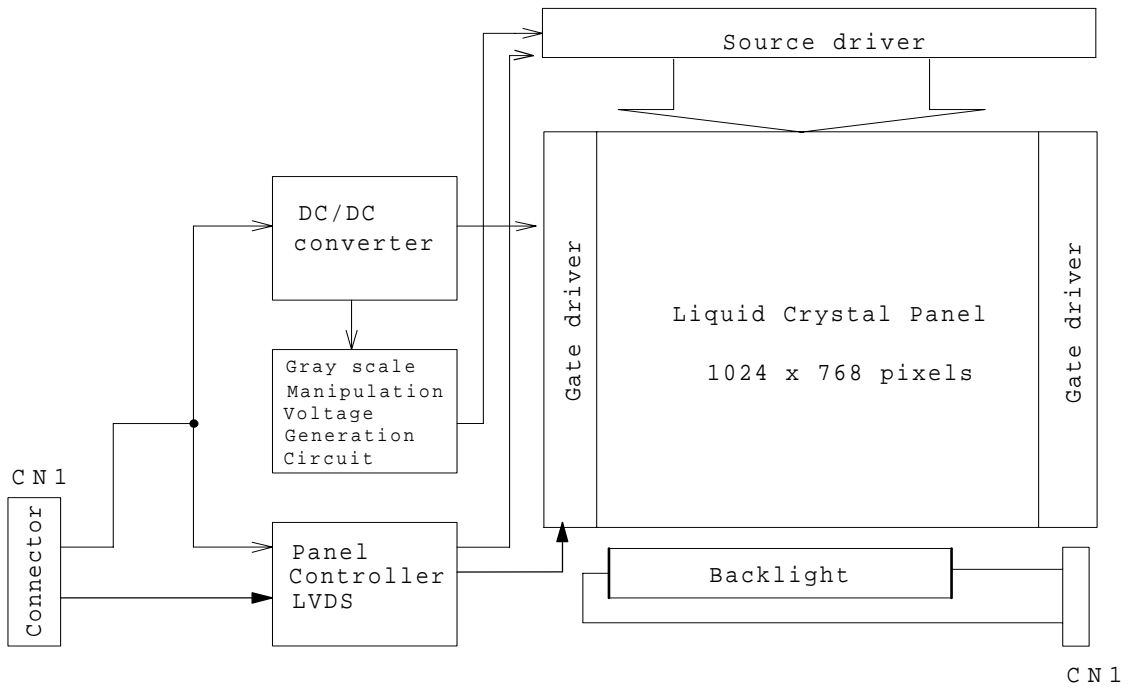 Source driver
DC/DC
converter
Gate driver
Liquid Crystal Panel
1024 x 768 pixels
Gate driver
Gray scale
Manipulation
Voltage
Generation
Circuit
CN1
Connector
Panel
Controller
LVDS
Backlight
CN1